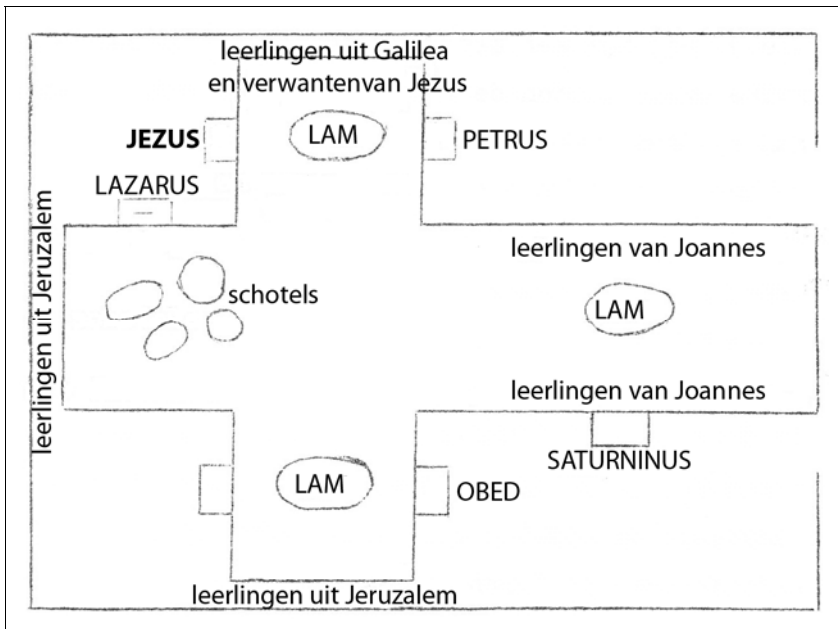 leerlingen uit Galilea
en verwantenvan Jezus
JEZUS
LAM
PETRUS
LAZARUS
leerlingen uit Jeruzalem
leerlingen van Joannes
schotels
LAM
leerlingen van Joannes
SATURNINUS
LAM
OBED
leerlingen uit Jeruzalem